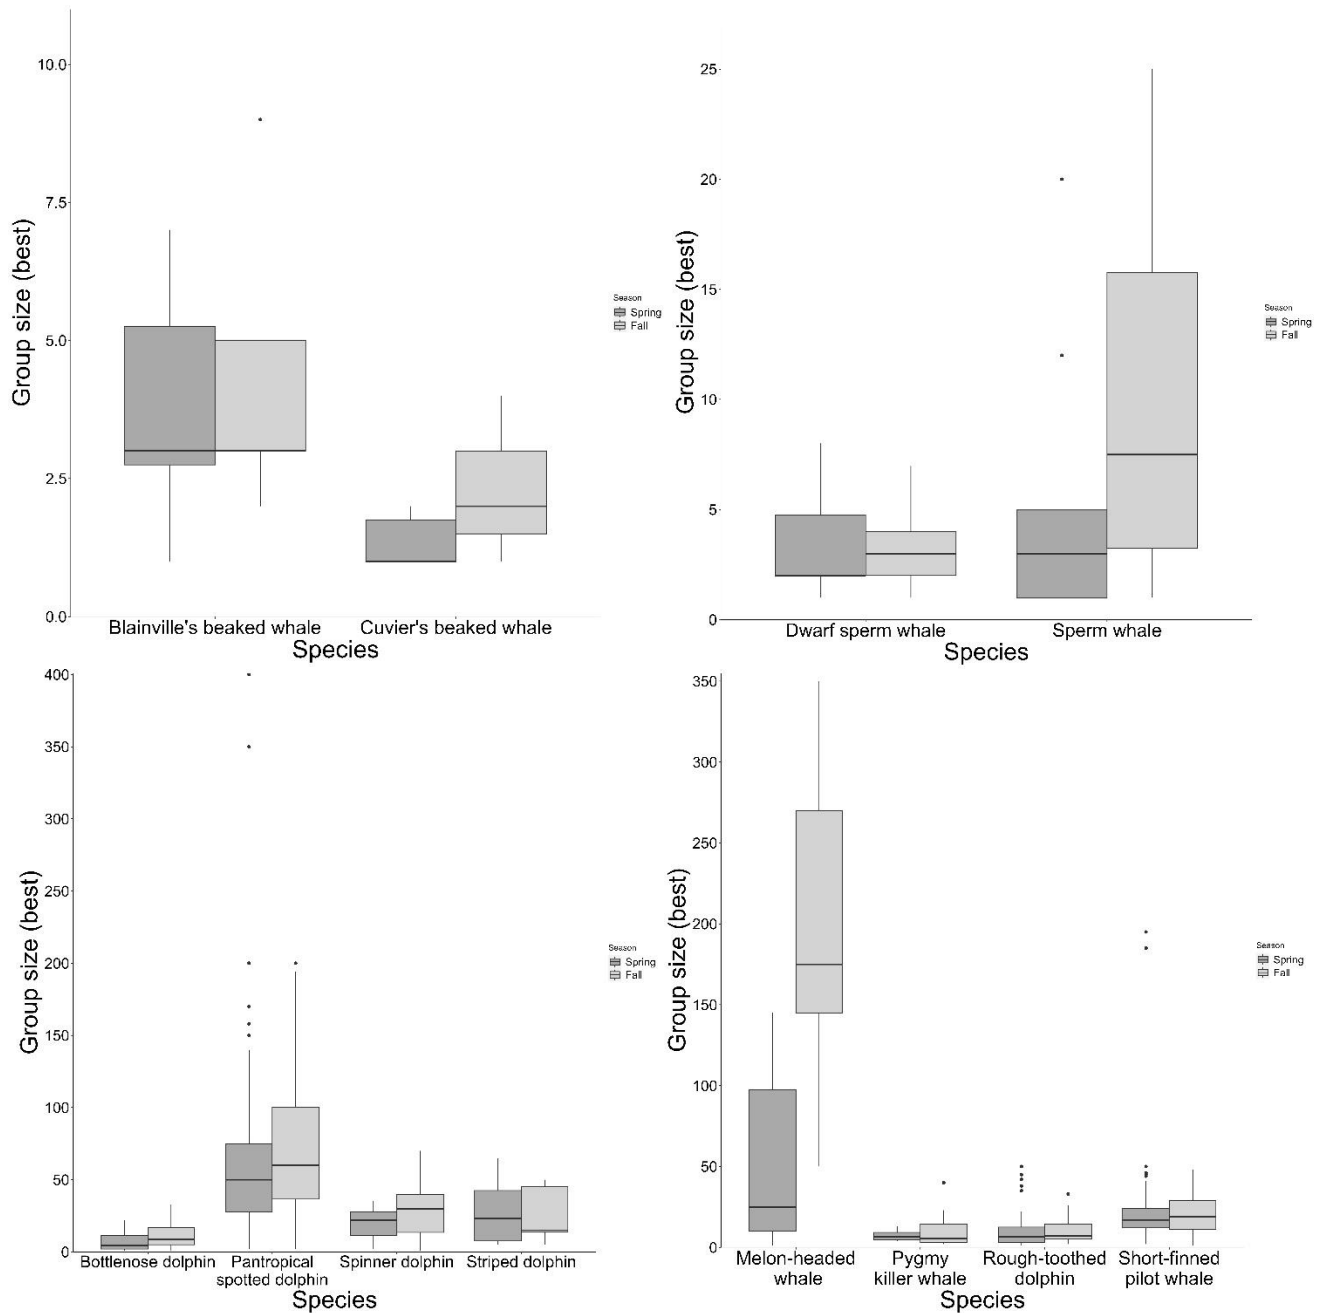 10.0
7.5
5.0
2.5
0.0
Group size (best)
Blainville's beaked whale
Cuvier's beaked whale
Species
Season
Spring
Fall
25
20
15
10
5
0
Group size (best)
Dwarf sperm whale
Sperm whale
Species
Season
Spring
Fall
400
350
300
250
200
150
100
50
0
Group size (best)
Bottlenose dolphin
Pantropical
spotted dolphin
Spinner dolphin
Striped dolphin
Species
Season
Spring
Fall
350
300
250
200
150
100
50
0
Group size (best)
Melon-headed
whale
Pygmy
killer whale
Rough-toothed
dolphin
Short-finned
pilot whale
Species
Season
Spring
Fall